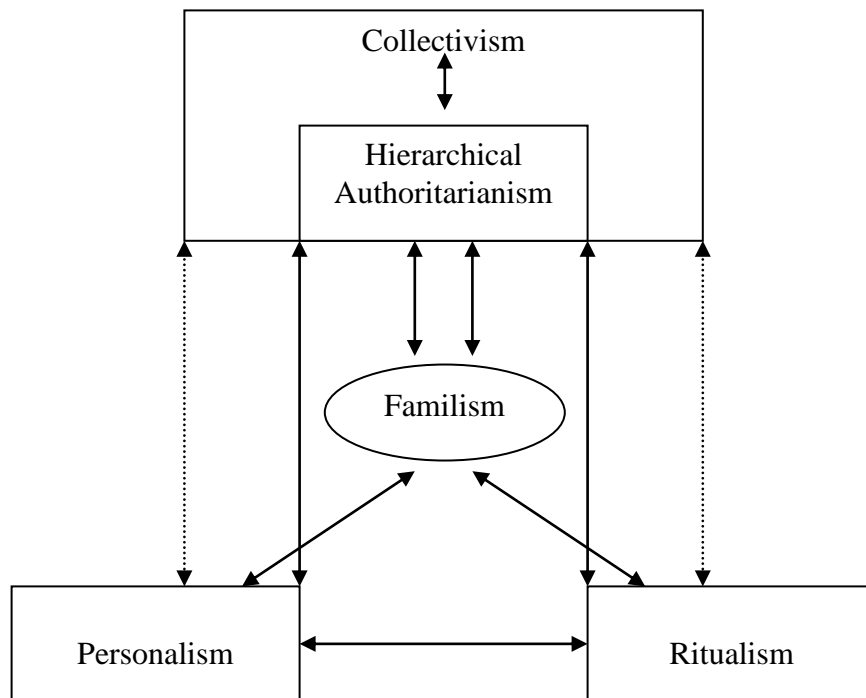 Collectivism
Hierarchical
Authoritarianism
Familism
Personalism
Ritualism